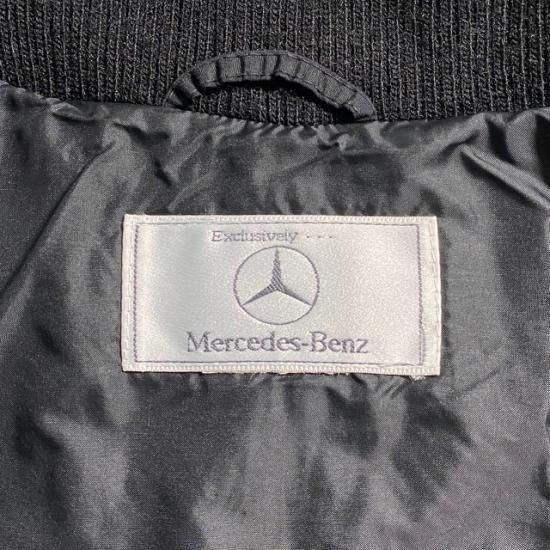 Exclusively - - -
Mercedes-Benz